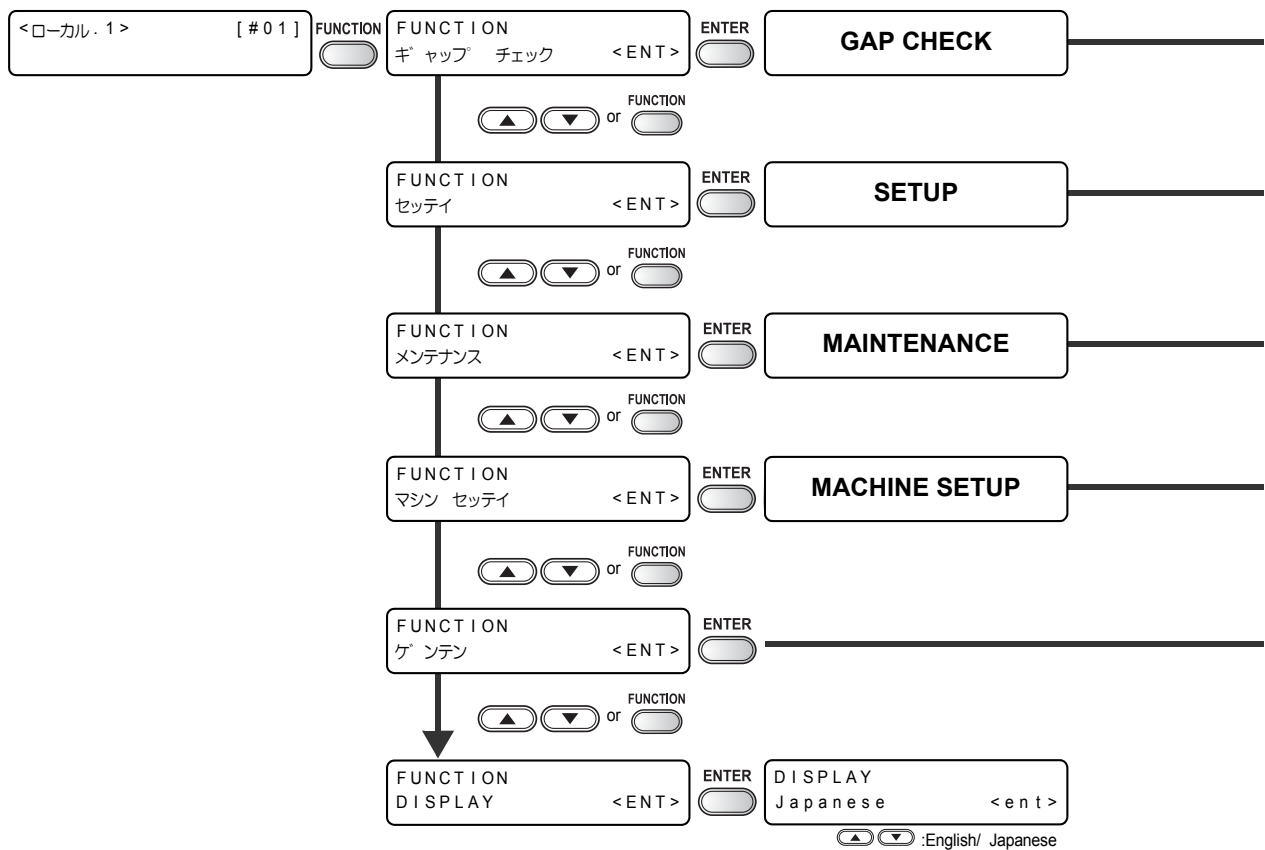 <ローカル.1> [#01]
FUNCTION
FUNCTION
ギャップ チェック <ENT>
ENTER
GAP CHECK
or
FUNCTION
FUNCTION
セッテイ <ENT>
ENTER
SETUP
or
FUNCTION
FUNCTION
メンテナンス <ENT>
ENTER
MAINTENANCE
or
FUNCTION
FUNCTION
マシン セッテイ <ENT>
ENTER
MACHINE SETUP
or
FUNCTION
FUNCTION
ゲンテン <ENT>
ENTER
or
FUNCTION
FUNCTION
DISPLAY <ENT>
ENTER
DISPLAY
Japanese <ent>
:English/ Japanese